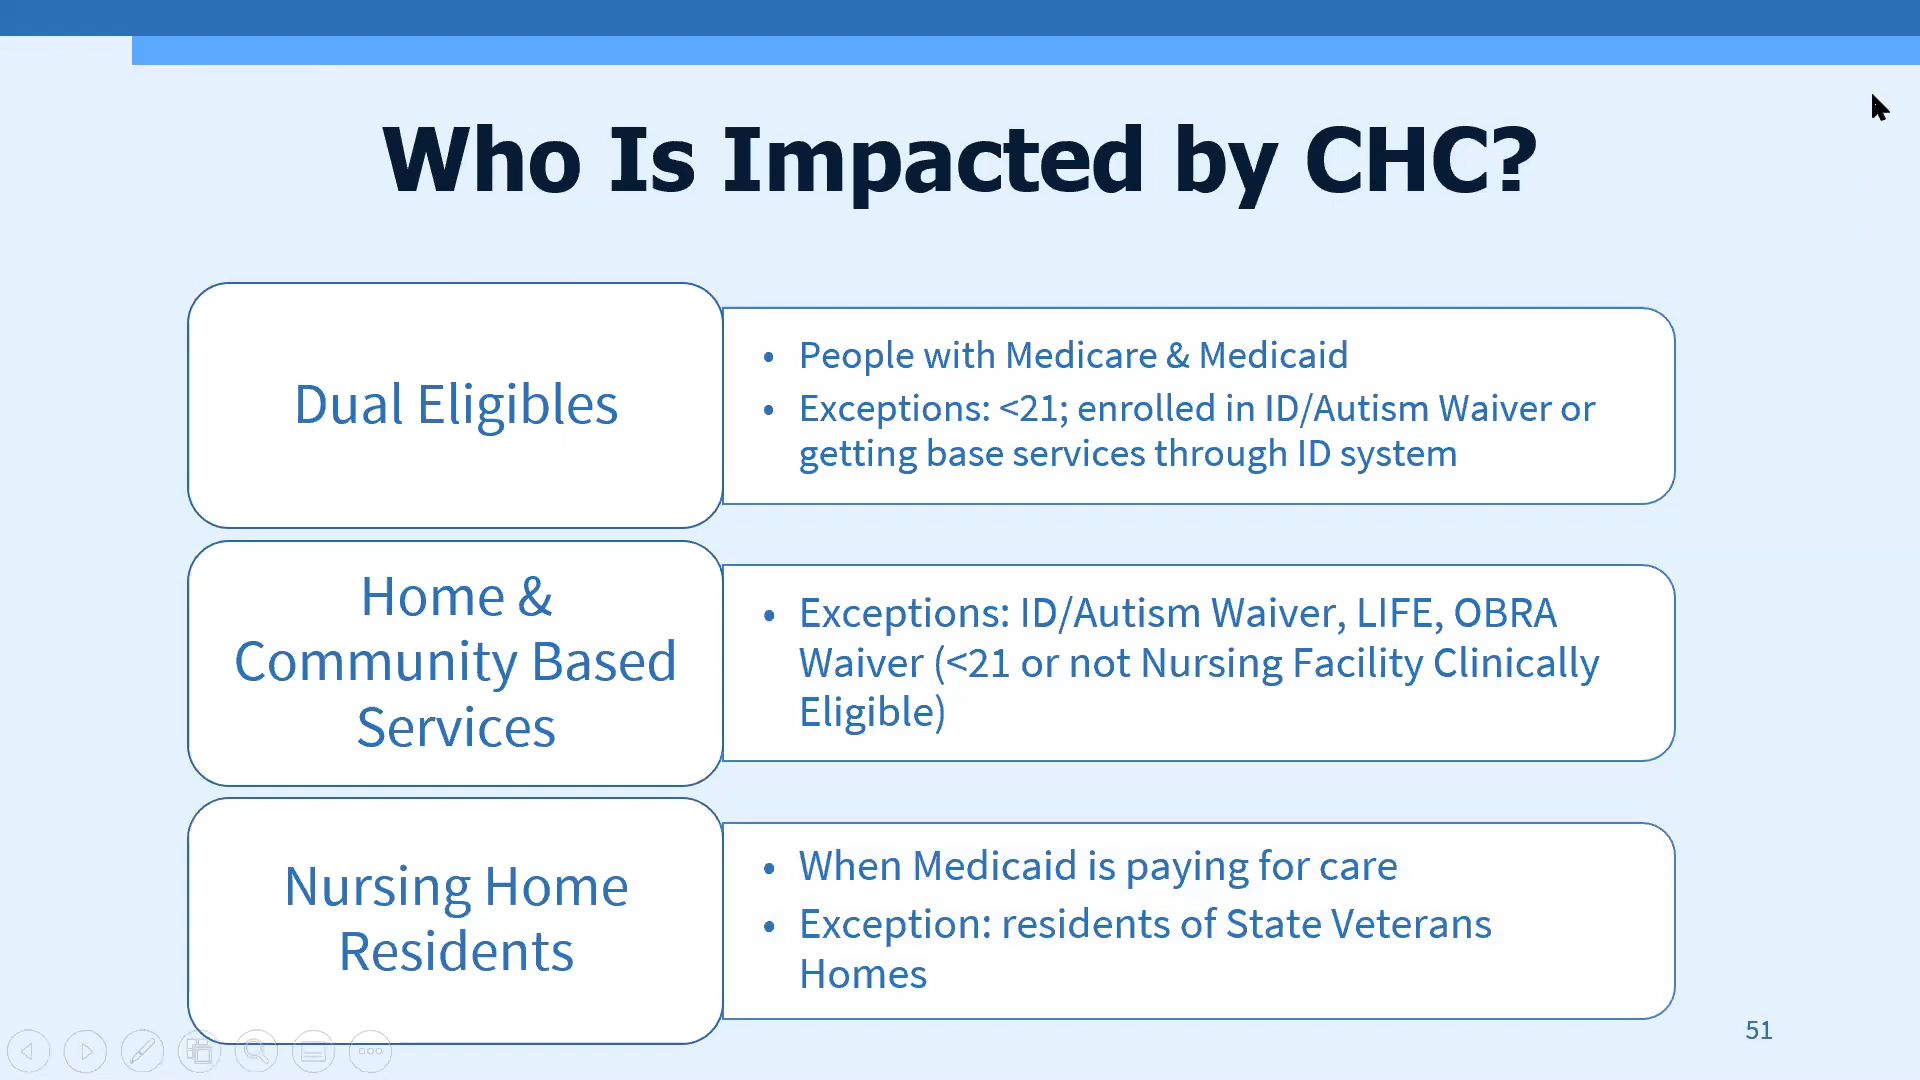 Who Is Impacted by CHC?
Dual Eligibles
• People with Medicare & Medicaid
• Exceptions: <21; enrolled in ID/Autism Waiver or
getting base services through ID system
Home &
Community Based
Services
• Exceptions: ID/Autism Waiver, LIFE, OBRA
Waiver (<21 or not Nursing Facility Clinically
Eligible)
Nursing Home
Residents
• When Medicaid is paying for care
• Exception: residents of State Veterans
Homes
51